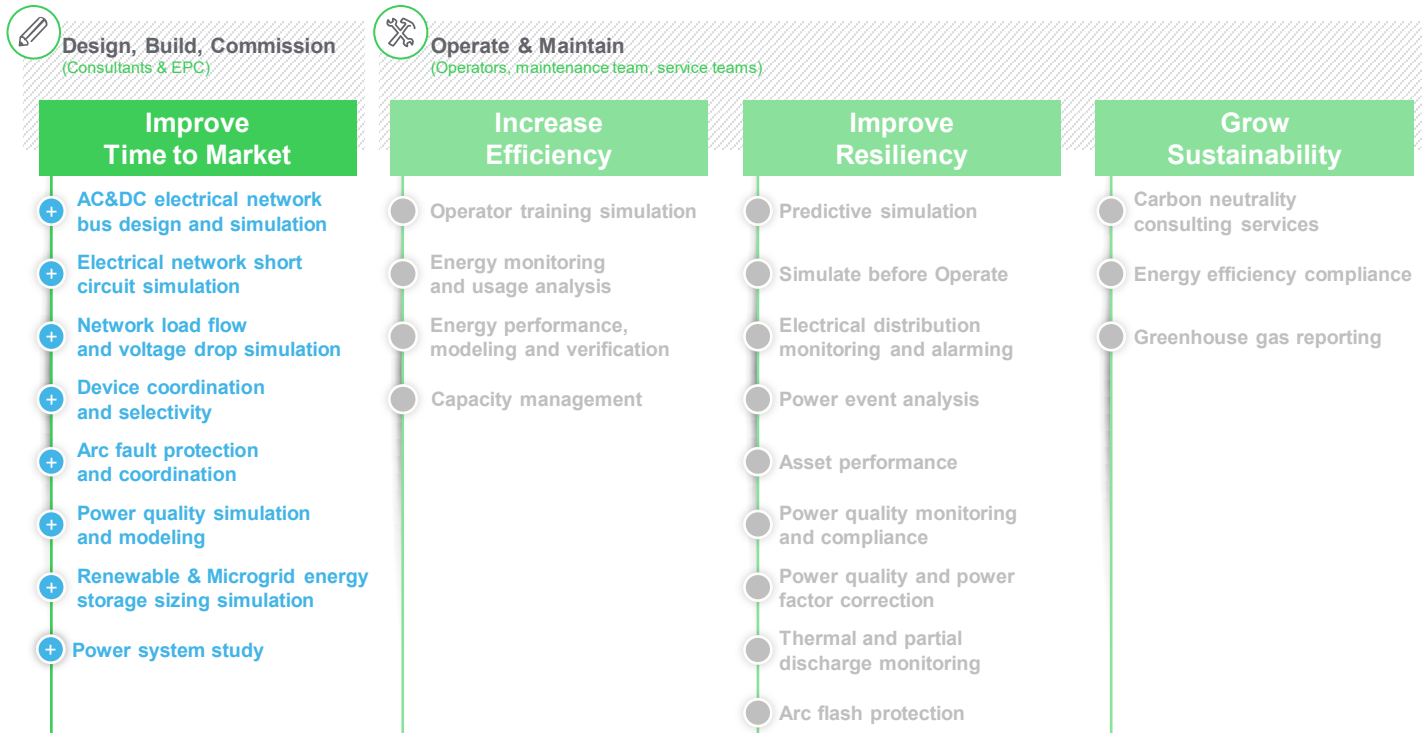 Design, Build, Commission
(Consultants & EPC)
Operate & Maintain
(Operators, maintenance team, service teams)
Improve
Time to Market
AC&DC electrical network
bus design and simulation
Electrical network short
circuit simulation
Network load flow
and voltage drop simulation
Device coordination
and selectivity
Arc fault protection
and coordination
Power quality simulation
and modeling
Renewable & Microgrid energy
storage sizing simulation
Power system study
Increase
Efficiency
Operator training simulation
Energy monitoring
and usage analysis
Energy performance,
modeling and verification
Capacity management
Improve
Resiliency
Predictive simulation
Simulate before Operate
Electrical distribution
monitoring and alarming
Power event analysis
Asset performance
Power quality monitoring
and compliance
Power quality and power
factor correction
Thermal and partial
discharge monitoring
Arc flash protection
Grow
Sustainability
Carbon neutrality
consulting services
Energy efficiency compliance
Greenhouse gas reporting